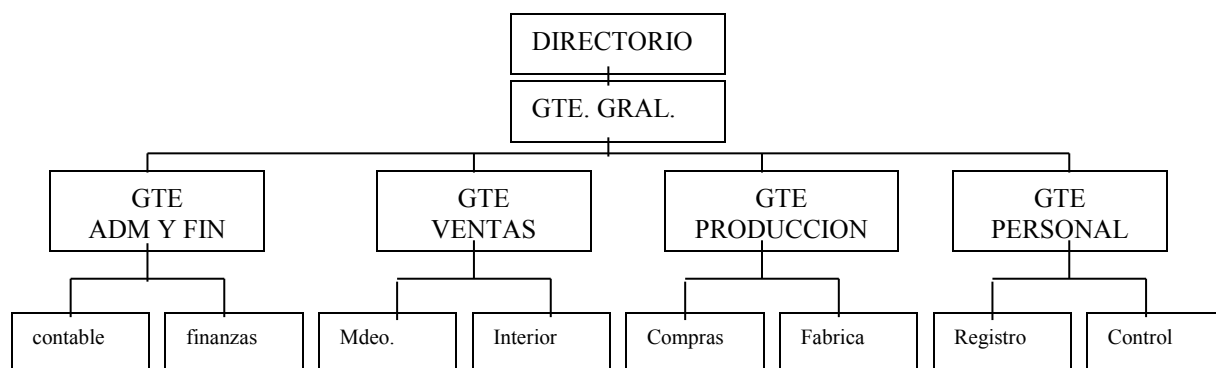 DIRECTORIO
GTE. GRAL.
GTE
ADM Y FIN
GTE
VENTAS
GTE
PRODUCCION
GTE
PERSONAL
contable
finanzas
Mdeo.
Interior
Compras
Fabrica
Registro
Control